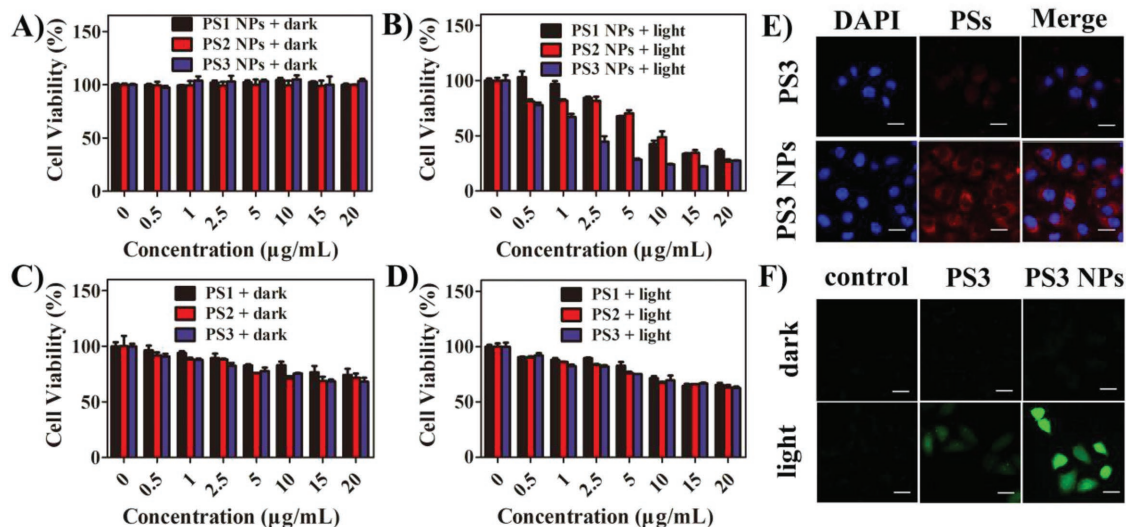 A)
Cell Viability (%)
150
100
50
0
PS1 NPs + dark
PS2 NPs + dark
PS3 NPs + dark
0 0.5 1 2.5 5 10 15 20
Concentration (µg/mL)
B)
Cell Viability (%)
150
100
50
0
PS1 NPs + light
PS2 NPs + light
PS3 NPs + light
0 0.5 1 2.5 5 10 15 20
Concentration (µg/mL)
E)
DAPI PSs Merge
PS3
PS3 NPs
C)
Cell Viability (%)
150
100
50
0
PS1 + dark
PS2 + dark
PS3 + dark
0 0.5 1 2.5 5 10 15 20
Concentration (µg/mL)
D)
Cell Viability (%)
150
100
50
0
PS1 + light
PS2 + light
PS3 + light
0 0.5 1 2.5 5 10 15 20
Concentration (µg/mL)
F)
control PS3 PS3 NPs
dark
light